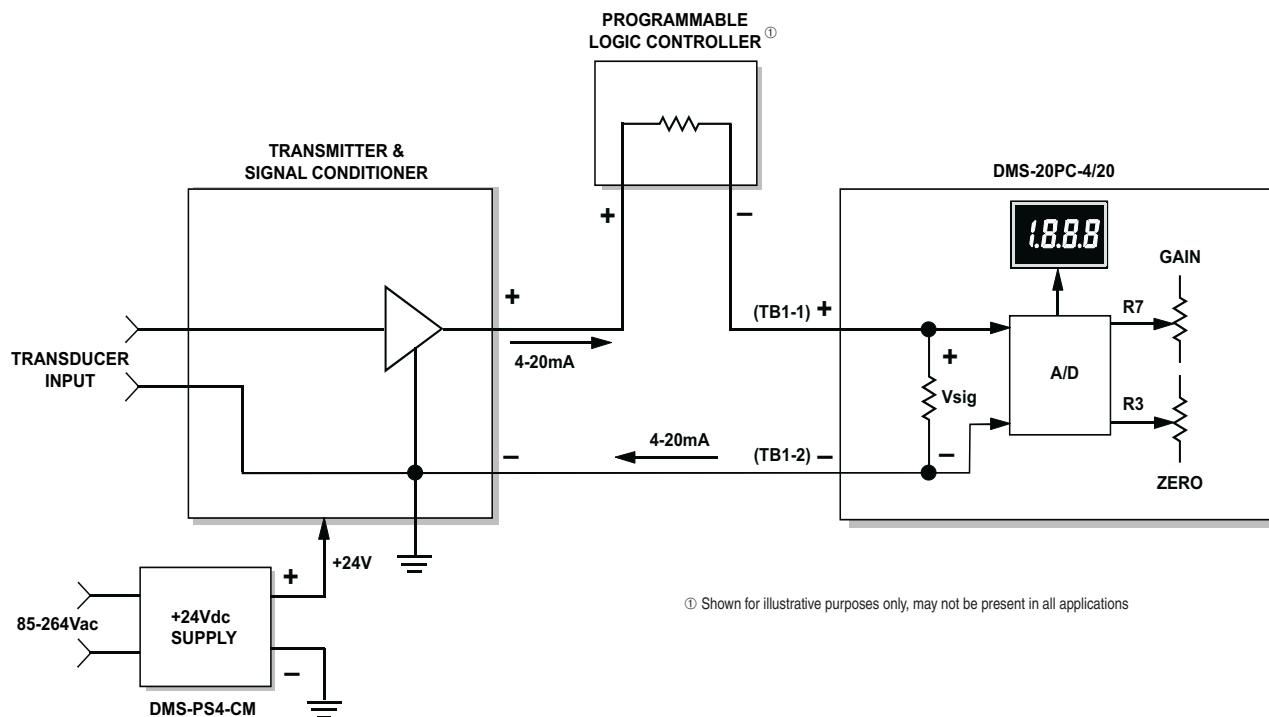 PROGRAMMABLE
LOGIC CONTROLLER ①
TRANSMITTER &
SIGNAL CONDITIONER
DMS-20PC-4/20
+
−
1.8.8.8
GAIN
+
(TB1-1) +
R7
TRANSDUCER
INPUT
4-20mA
+
Vsig
A/D
R3
4-20mA
−
(TB1-2) −
−
ZERO
+24V
+
85-264Vac
+24Vdc
SUPPLY
−
DMS-PS4-CM
① Shown for illustrative purposes only, may not be present in all applications